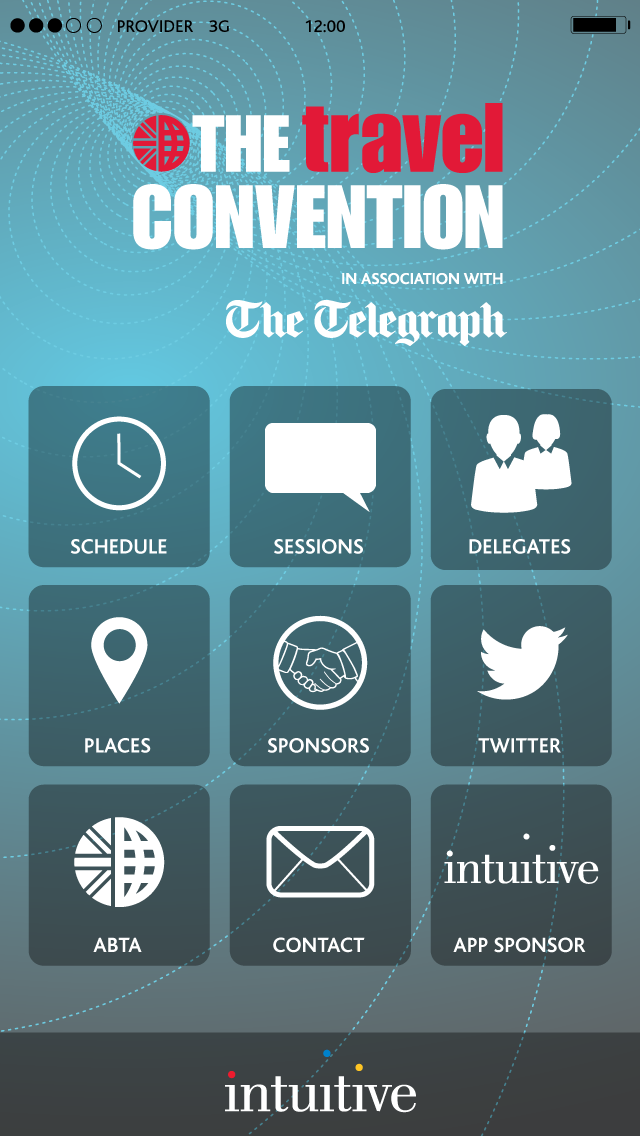 PROVIDER 3G 12:00
THE travel
CONVENTION
IN ASSOCIATION WITH
The Telegraph
SCHEDULE SESSIONS DELEGATES
PLACES SPONSORS TWITTER
intuitive
ABTA CONTACT APP SPONSOR
intuitive